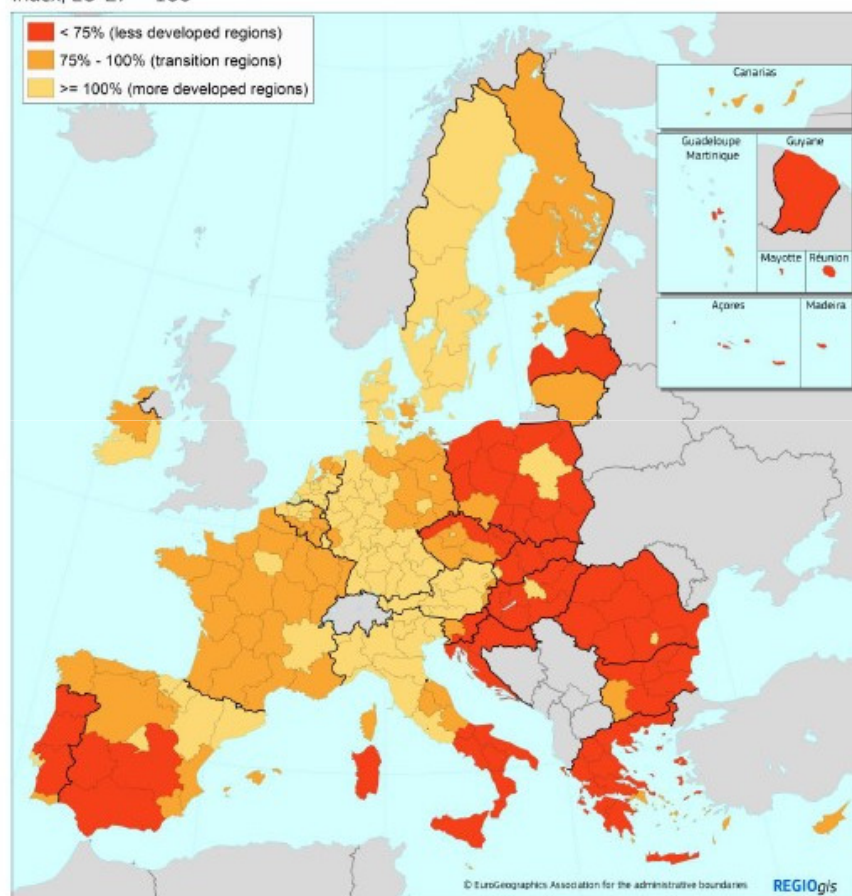 < 75% (less developed regions)
75% - 100% (transition regions)
>= 100% (more developed regions)
Canarias
Guadeloupe
Martinique
Guyane
Mayotte
Réunion
Açores
Madeira
© EuroGeographics Association for the administrative boundaries
REGIOgis